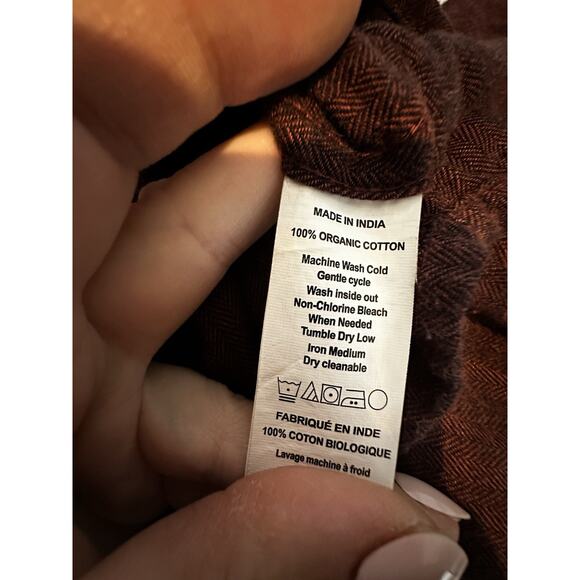 MADE IN INDIA
100% ORGANIC COTTON
Machine Wash Cold
Gentle cycle
Wash inside out
Non-Chlorine Bleach
When Needed
Tumble Dry Low
Iron Medium
Dry cleanable
FABRIQUÉ EN INDE
100% COTON BIOLOGIQUE
Lavage machine à froid